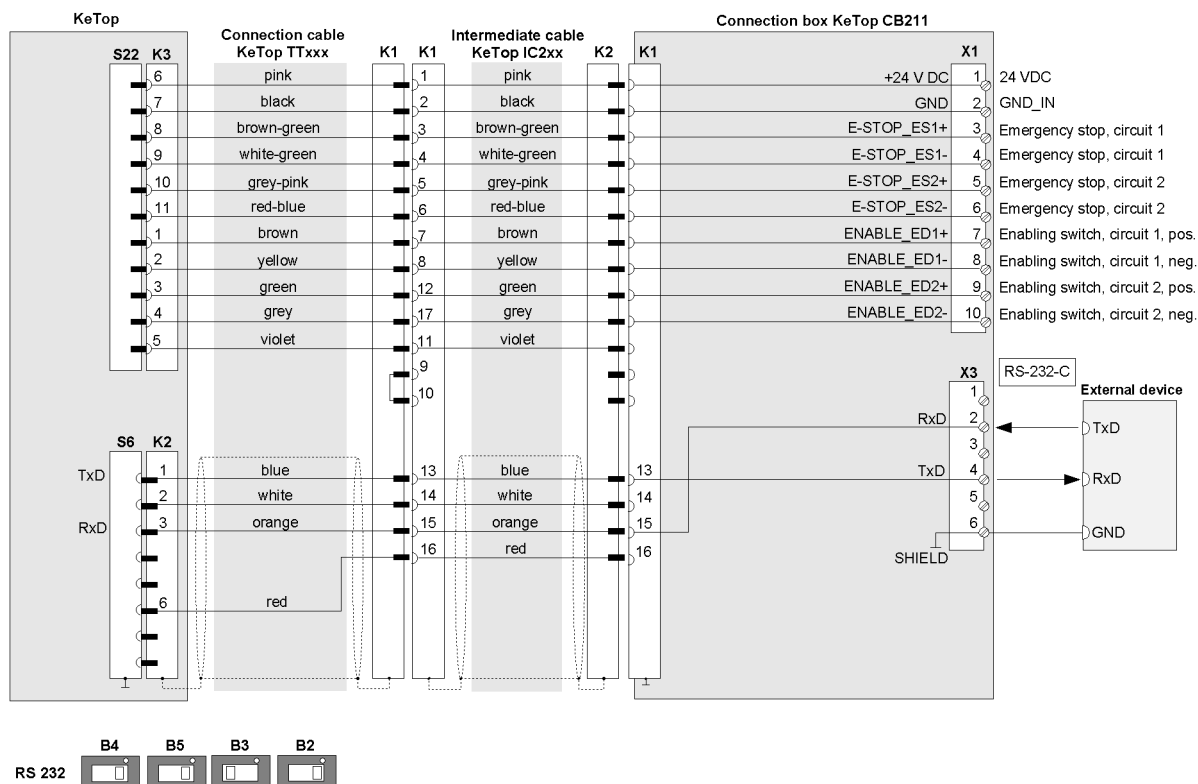 KeTop
Connection box KeTop CB211
Connection cable
KeTop TTxxx
Intermediate cable
KeTop IC2xx
S22 K3 K1 K1 K2 K1 X1
6 pink 1 pink +24 V DC 1 24 VDC
7 black 2 black GND 2 GND_IN
8 brown-green 3 brown-green E-STOP_ES1+ 3 Emergency stop, circuit 1
9 white-green 4 white-green E-STOP_ES1- 4 Emergency stop, circuit 1
10 grey-pink 5 grey-pink E-STOP_ES2+ 5 Emergency stop, circuit 2
11 red-blue 6 red-blue E-STOP_ES2- 6 Emergency stop, circuit 2
1 brown 7 brown ENABLE_ED1+ 7 Enabling switch, circuit 1, pos.
2 yellow 8 yellow ENABLE_ED1- 8 Enabling switch, circuit 1, neg.
3 green 12 green ENABLE_ED2+ 9 Enabling switch, circuit 2, pos.
4 grey 17 grey ENABLE_ED2- 10 Enabling switch, circuit 2, neg.
5 violet 11 violet
9
10
X3 RS-232-C
External device
1
RxD 2 TxD
3
S6 K2
TxD 1 blue 13 blue 13 TxD 4 RxD
2 white 14 white 14 5
RxD 3 orange 15 orange 15 6 GND
16 red 16 SHIELD
6 red
B4 B5 B3 B2
RS 232